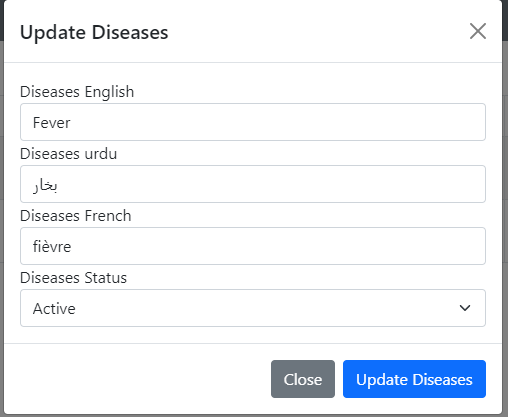 Update Diseases
Diseases English
Fever
Diseases urdu
بخار
Diseases French
fièvre
Diseases Status
Active
Close
Update Diseases